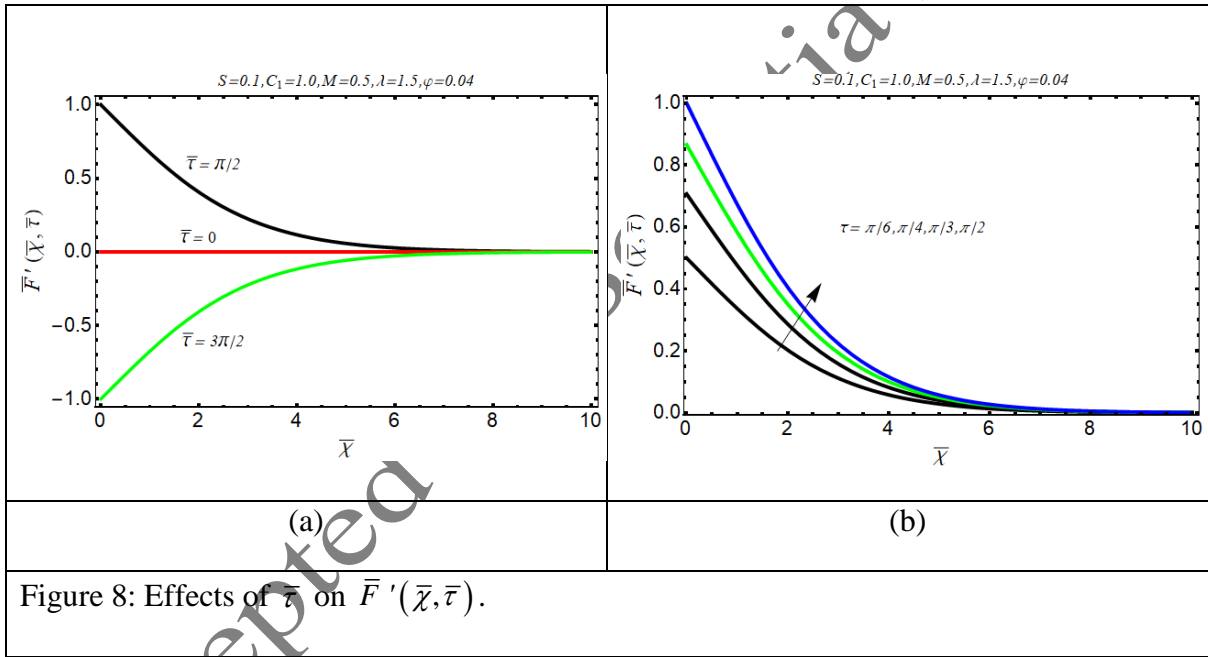 S=0.1,C₁=1.0,M=0.5,λ=1.5,φ=0.04
1.0
0.5
0.0
−0.5
−1.0
τ̅ = π/2
τ̅ = 0
τ̅ = 3π/2
F̅ ′ (χ̅, τ̅)
0 2 4 6 8 10
χ̅
(a)
S=0.1,C₁=1.0,M=0.5,λ=1.5,φ=0.04
1.0
0.8
0.6
0.4
0.2
0.0
τ= π/6,π/4,π/3,π/2
F̅ ′ (χ̅, τ̅)
0 2 4 6 8 10
χ̅
(b)
Figure 8: Effects of τ̅ on F̅ ′(χ̅,τ̅).